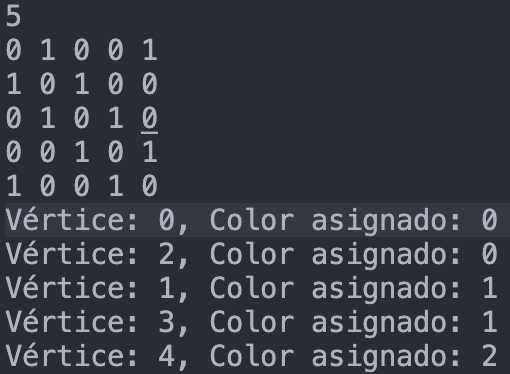 5
0 1 0 0 1
1 0 1 0 0
0 1 0 1 0
0 0 1 0 1
1 0 0 1 0
Vértice: 0, Color asignado: 0
Vértice: 2, Color asignado: 0
Vértice: 1, Color asignado: 1
Vértice: 3, Color asignado: 1
Vértice: 4, Color asignado: 2